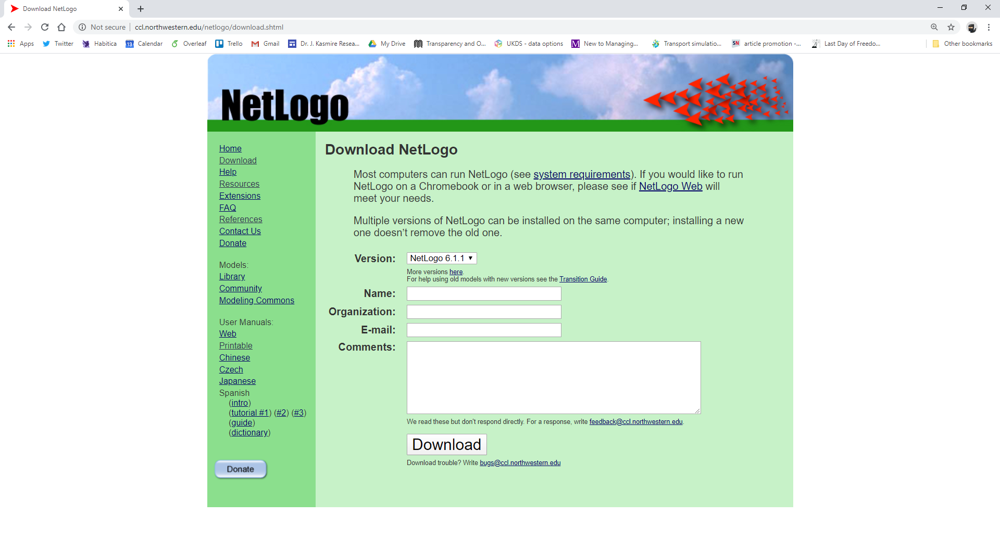 Download NetLogo
Not secure
ccl.northwestern.edu/netlogo/download.shtml
Apps
Twitter
Habitica
13
Calendar
Overleaf
Trello
Gmail
Dr. J. Kasmire Resea...
My Drive
Transparency and O...
UKDS - data options
M
New to Managing...
Transport simulatio...
SN
article promotion -...
Last Day of Freedo...
Other bookmarks
NetLogo
Home
Download
Help
Resources
Extensions
FAQ
References
Contact Us
Donate
Models:
Library
Community
Modeling Commons
User Manuals:
Web
Printable
Chinese
Czech
Japanese
Spanish
(intro)
(tutorial #1) (#2) (#3)
(guide)
(dictionary)
Donate
Download NetLogo
Most computers can run NetLogo (see system requirements). If you would like to run
NetLogo on a Chromebook or in a web browser, please see if NetLogo Web will
meet your needs.
Multiple versions of NetLogo can be installed on the same computer; installing a new
one doesn’t remove the old one.
Version: NetLogo 6.1.1
More versions here.
For help using old models with new versions see the Transition Guide.
Name:
Organization:
E-mail:
Comments:
We read these but don't respond directly. For a response, write feedback@ccl.northwestern.edu.
Download
Download trouble? Write bugs@ccl.northwestern.edu